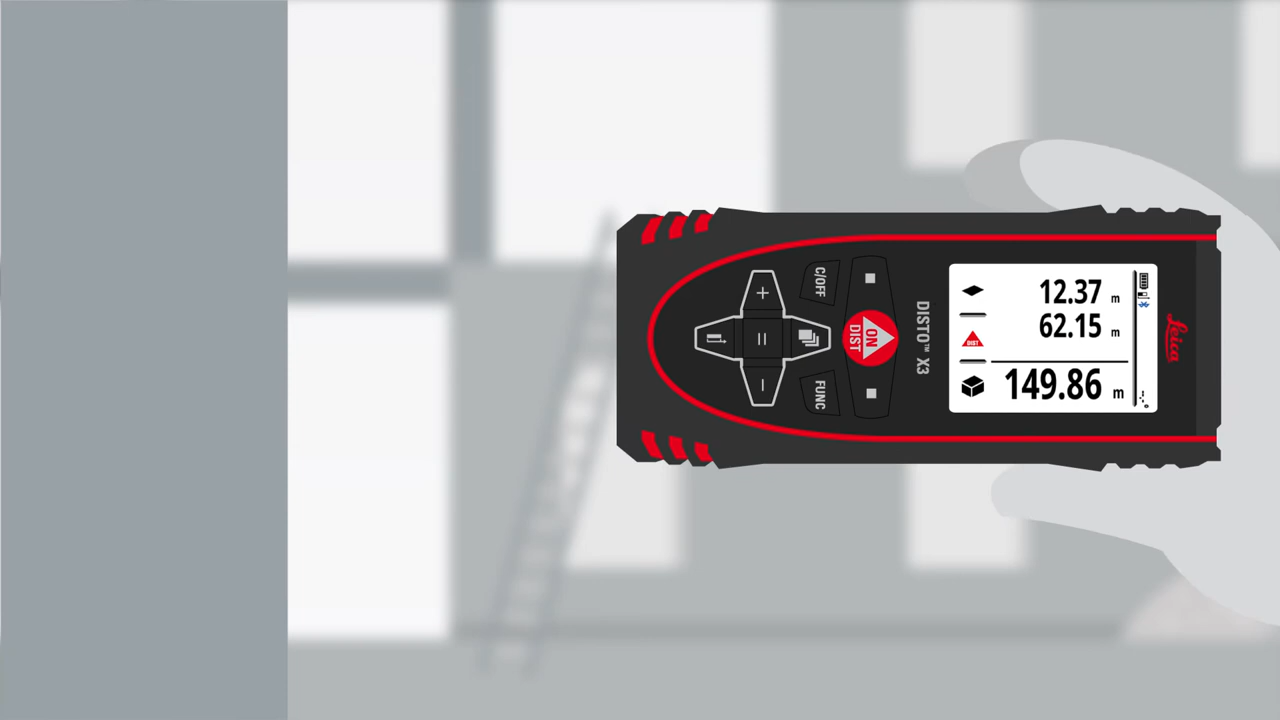 +
C/OFF
=
ON
DIST
−
FUNC
DISTO™ X3
12.37 m
62.15 m
DIST
149.86 m
Leica